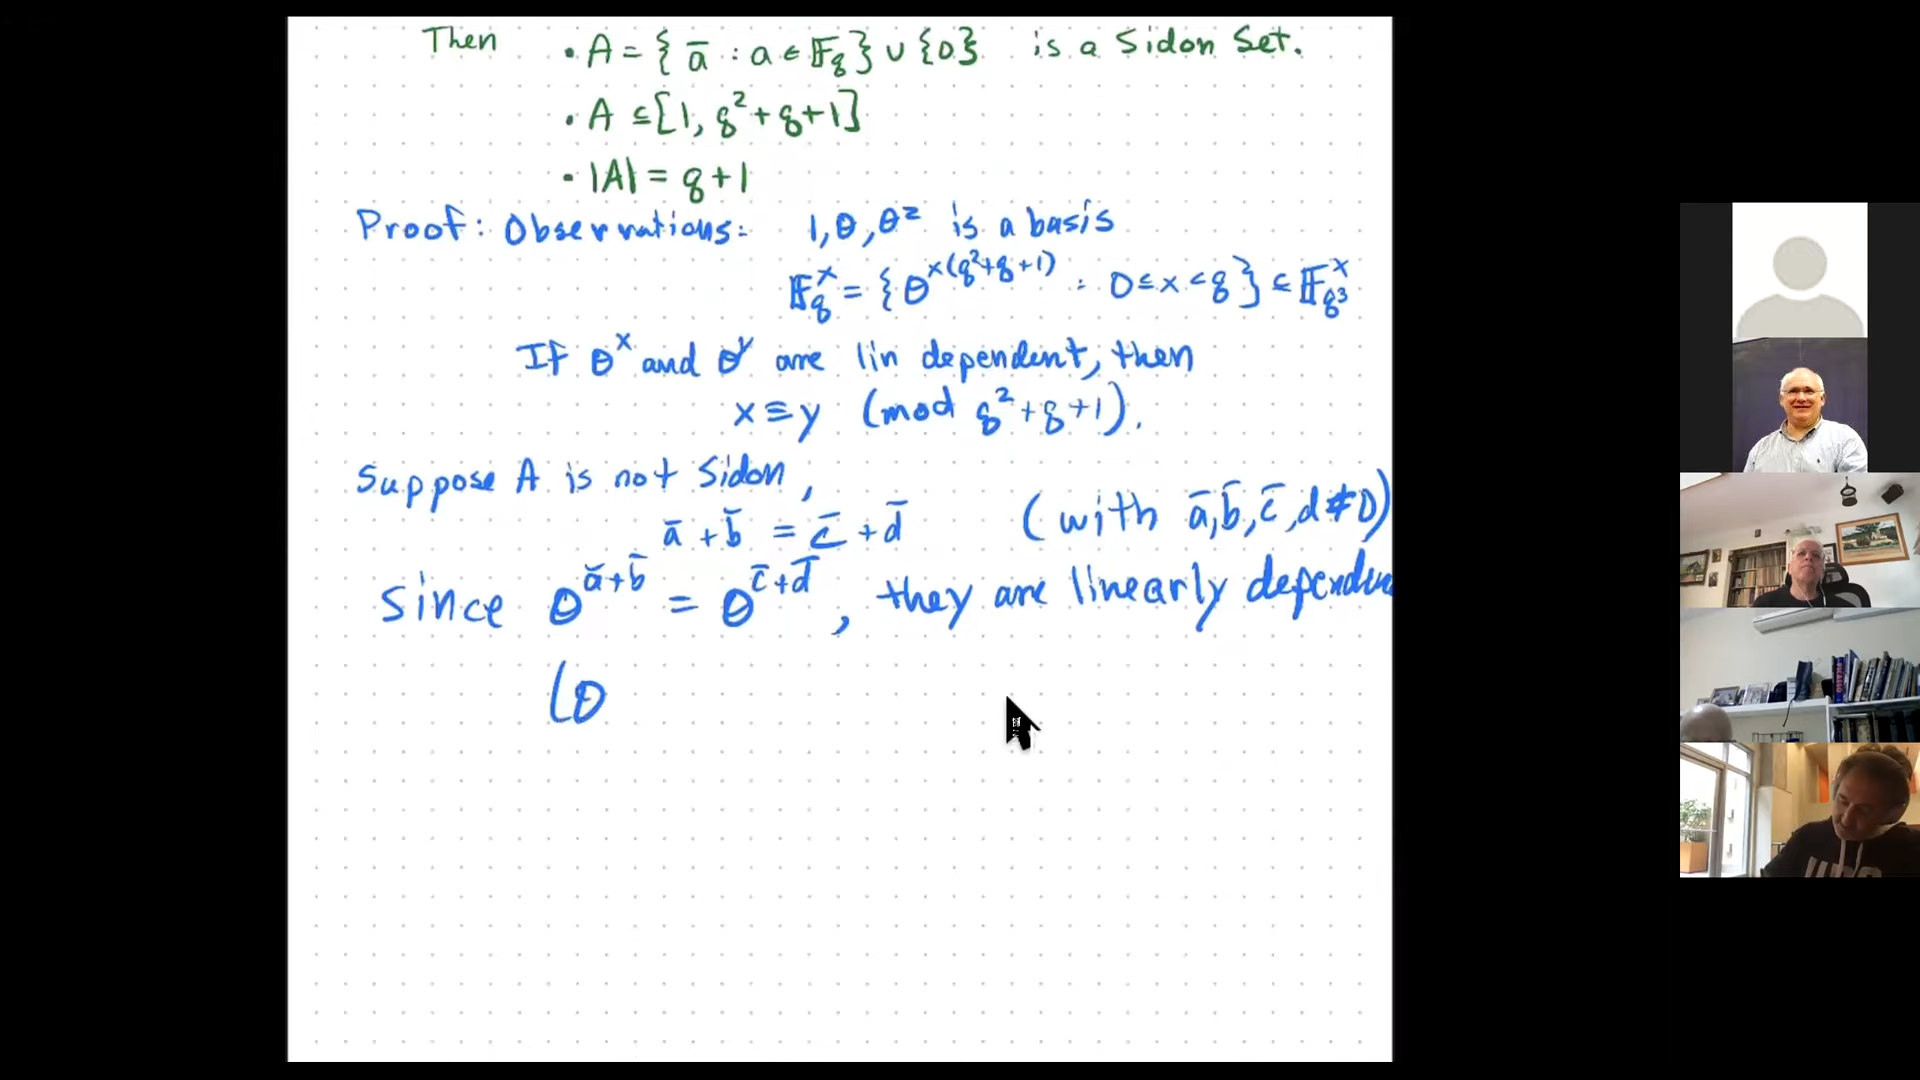 Then • A = { ā : a ∈ 𝔽_q } ∪ {0} is a Sidon Set.
• A ⊆ [1, q² + q + 1]
• |A| = q + 1
Proof: Observations: 1, θ, θ² is a basis
𝔽_q^× = { θ^{x(q²+q+1)} : 0 ≤ x < q } ⊆ 𝔽_{q³}^×
If θ^x and θ^y are lin dependent, then
x ≡ y (mod q² + q + 1).
Suppose A is not Sidon,
ā + b̄ = c̄ + d̄ (with ā, b̄, c̄, d ≠ 0)
Since θ^{ā+b̄} = θ^{c̄+d̄}, they are linearly
(θ